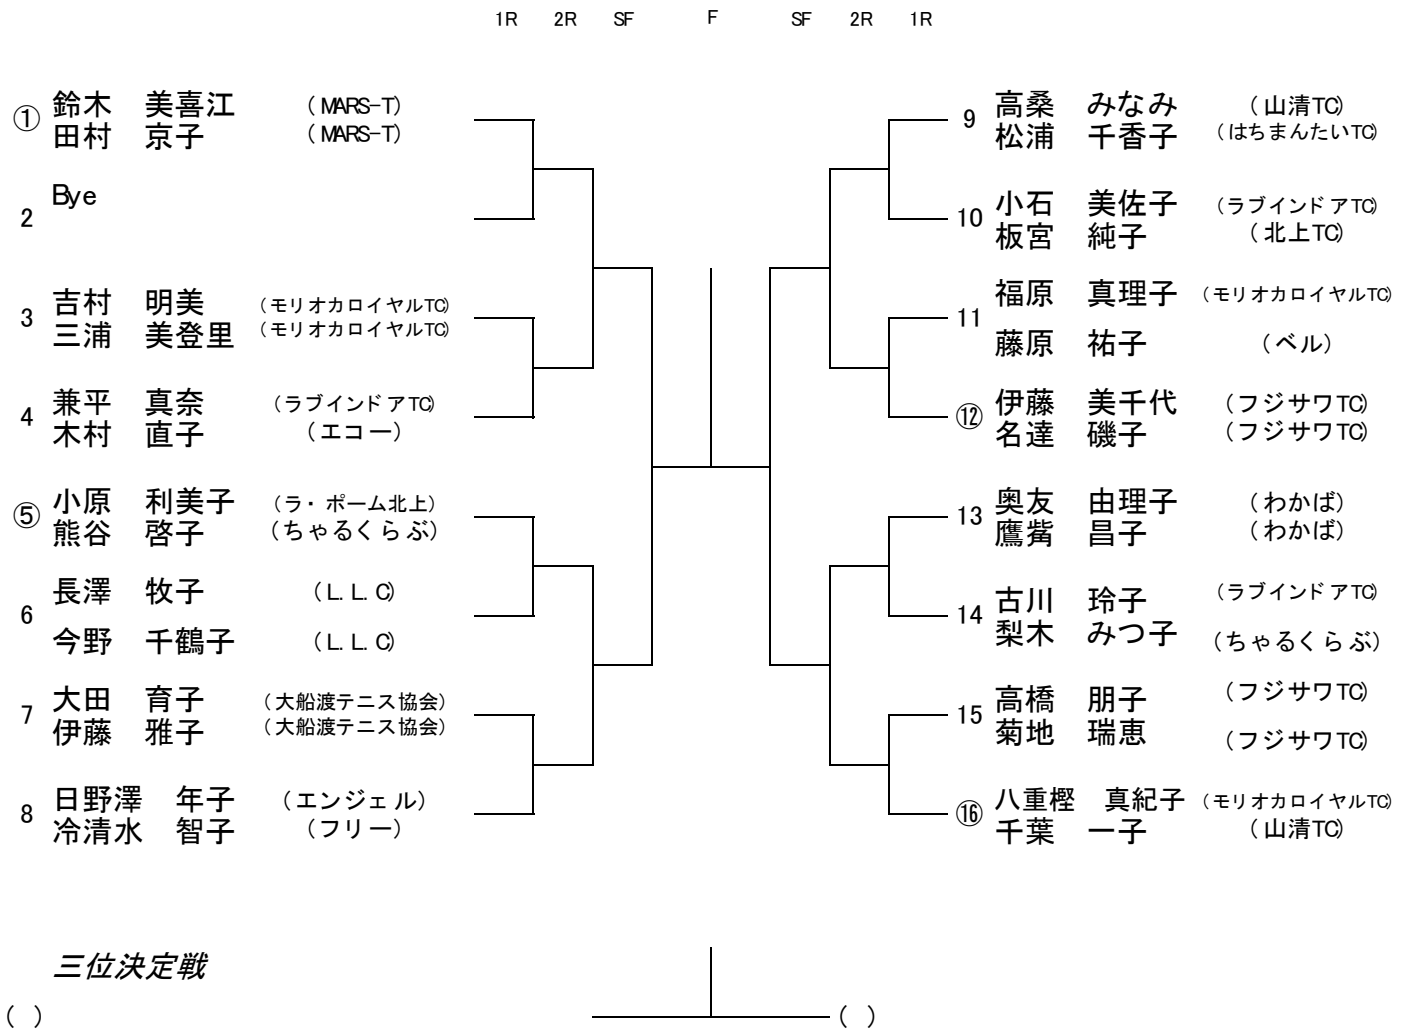 1R 2R SF F SF 2R 1R
① 鈴木 美喜江 (MARS-T)
田村 京子 (MARS-T)
2 Bye
3 吉村 明美 (モリオカロイヤルTC)
三浦 美登里 (モリオカロイヤルTC)
4 兼平 真奈 (ラブインドアTC)
木村 直子 (エコー)
⑤ 小原 利美子 (ラ・ポーム北上)
熊谷 啓子 (ちゃるくらぶ)
6 長澤 牧子 (L.L.C)
今野 千鶴子 (L.L.C)
7 大田 育子 (大船渡テニス協会)
伊藤 雅子 (大船渡テニス協会)
8 日野澤 年子 (エンジェル)
冷清水 智子 (フリー)
9 高桑 みなみ (山清TC)
松浦 千香子 (はちまんたいTC)
10 小石 美佐子 (ラブインドアTC)
板宮 純子 (北上TC)
11 福原 真理子 (モリオカロイヤルTC)
藤原 祐子 (ベル)
⑫ 伊藤 美千代 (フジサワTC)
名達 磯子 (フジサワTC)
13 奥友 由理子 (わかば)
鷹觜 昌子 (わかば)
14 古川 玲子 (ラブインドアTC)
梨木 みつ子 (ちゃるくらぶ)
15 高橋 朋子 (フジサワTC)
菊地 瑞恵 (フジサワTC)
⑯ 八重樫 真紀子 (モリオカロイヤルTC)
千葉 一子 (山清TC)
三位決定戦
( ) ( )